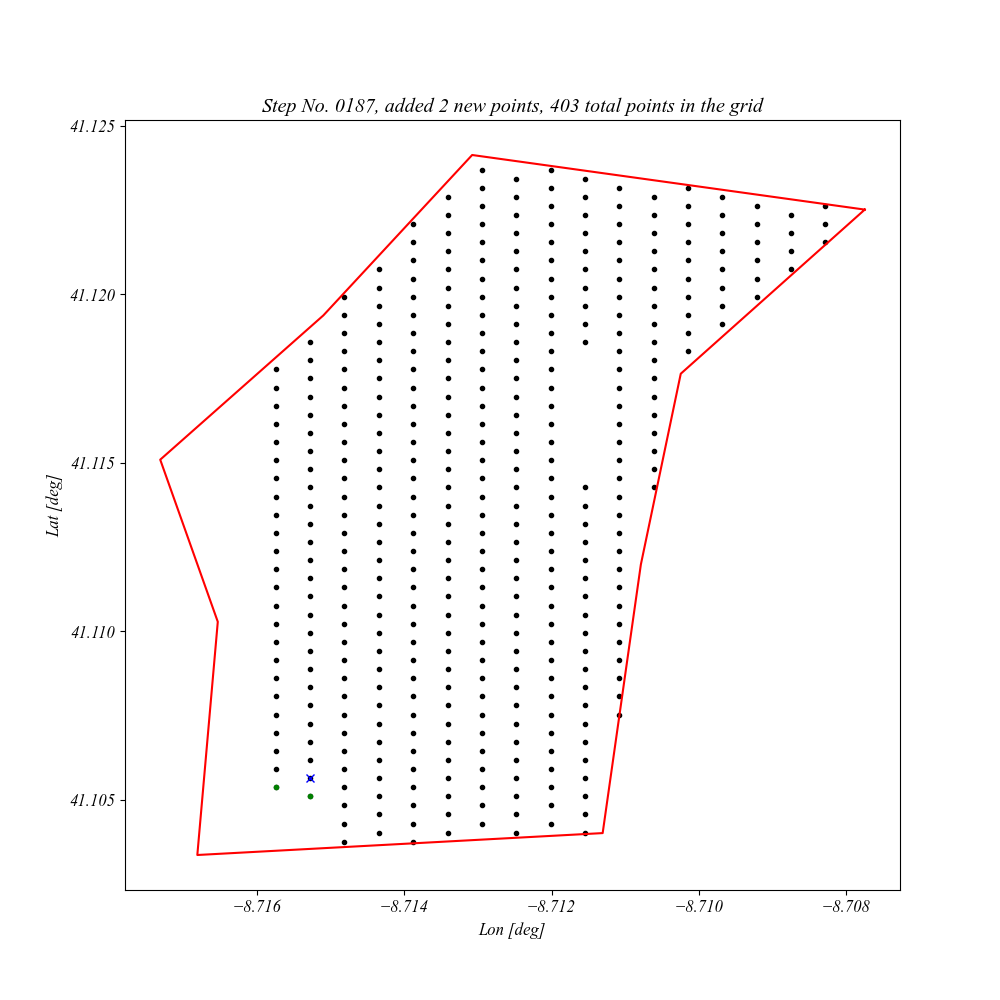 Step No. 0187, added 2 new points, 403 total points in the grid
41.125
41.120
41.115
41.110
41.105
Lat [deg]
−8.716 −8.714 −8.712 −8.710 −8.708
Lon [deg]